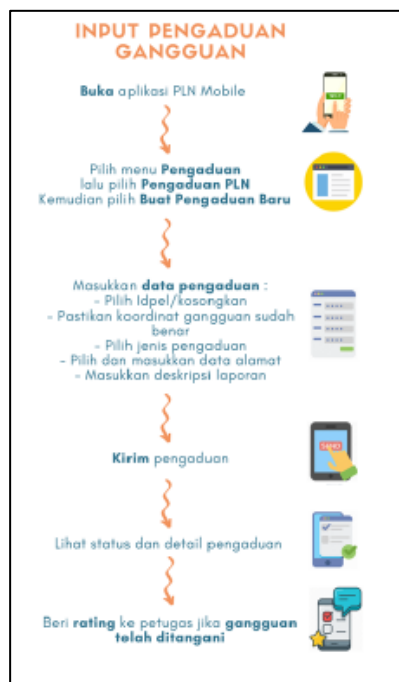 INPUT PENGADUAN
GANGGUAN
Buka aplikasi PLN Mobile
Pilih menu Pengaduan
lalu pilih Pengaduan PLN
Kemudian pilih Buat Pengaduan Baru
Masukkan data pengaduan :
- Pilih Idpel/kosongkan
- Pastikan koordinat gangguan sudah
benar
- Pilih jenis pengaduan
- Pilih dan masukkan data alamat
- Masukkan deskripsi laporan
SEND
Kirim pengaduan
Lihat status dan detail pengaduan
Beri rating ke petugas jika gangguan
telah ditangani